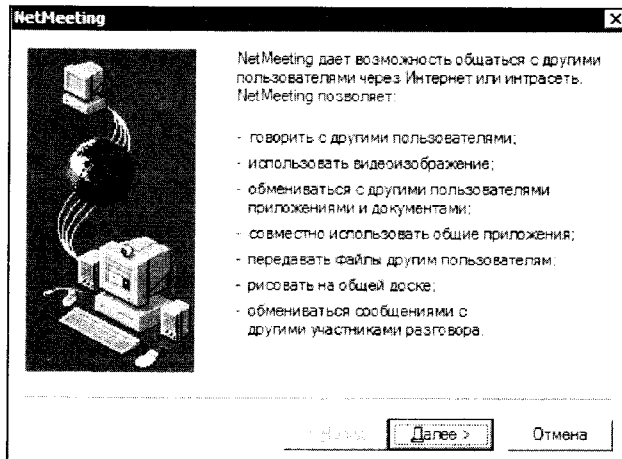 NetMeeting
NetMeeting дает возможность общаться с другими
пользователями через Интернет или интрасеть.
NetMeeting позволяет:
- говорить с другими пользователями;
- использовать видеоизображение;
- обмениваться с другими пользователями
приложениями и документами;
- совместно использовать общие приложения;
- передавать файлы другим пользователям;
- рисовать на общей доске;
- обмениваться сообщениями с
другими участниками разговора.
Далее > Отмена